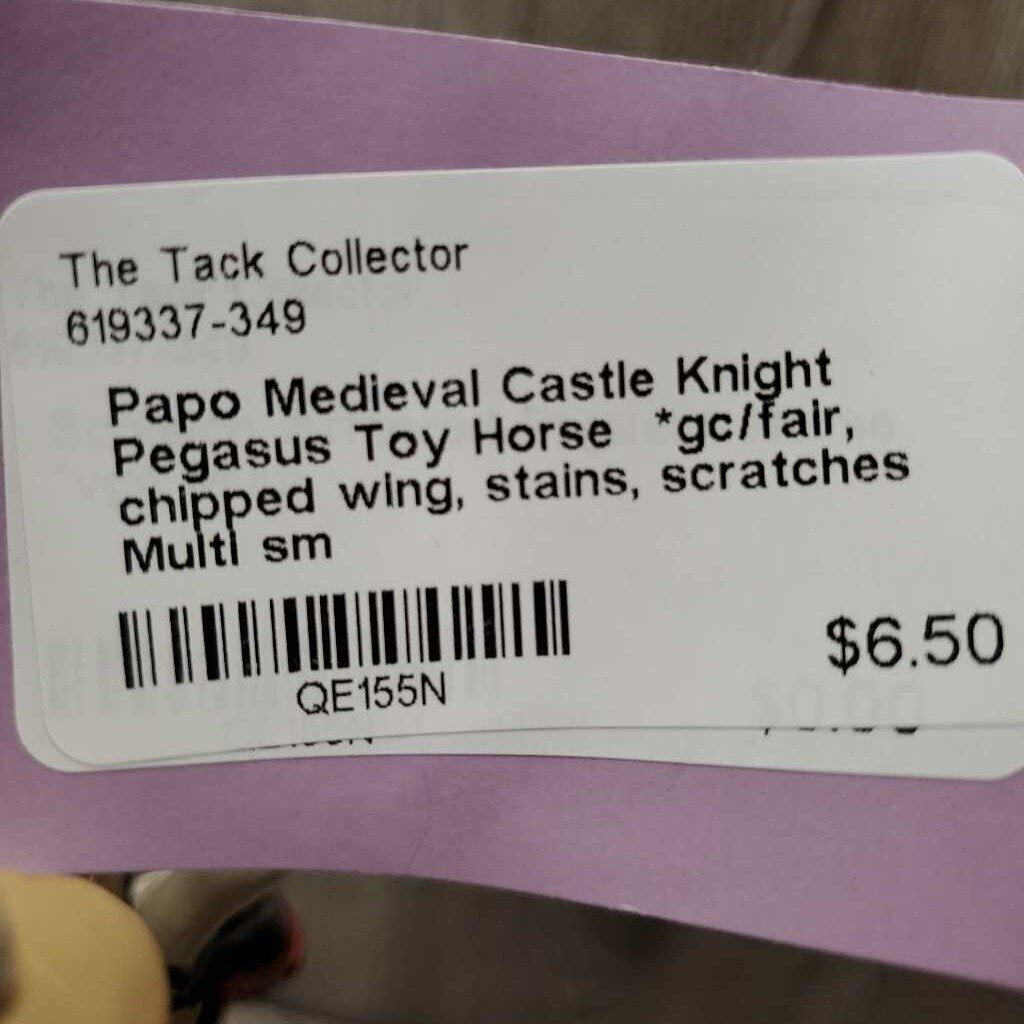 The Tack Collector
619337-349
Papo Medieval Castle Knight
Pegasus Toy Horse *gc/fair,
chipped wing, stains, scratches
Multi sm
$6.50
QE155N